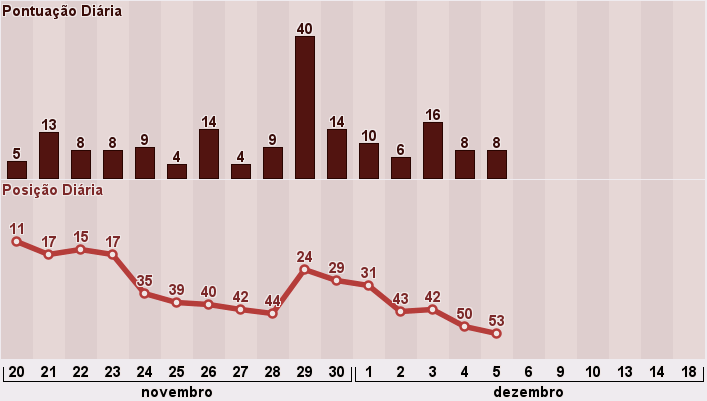 Pontuação Diária
5 13 8 8 9 4 14 4 9 40 14 10 6 16 8 8
Posição Diária
11 17 15 17 35 39 40 42 44 24 29 31 43 42 50 53
20 21 22 23 24 25 26 27 28 29 30 1 2 3 4 5 6 9 10 13 14 18
novembro dezembro